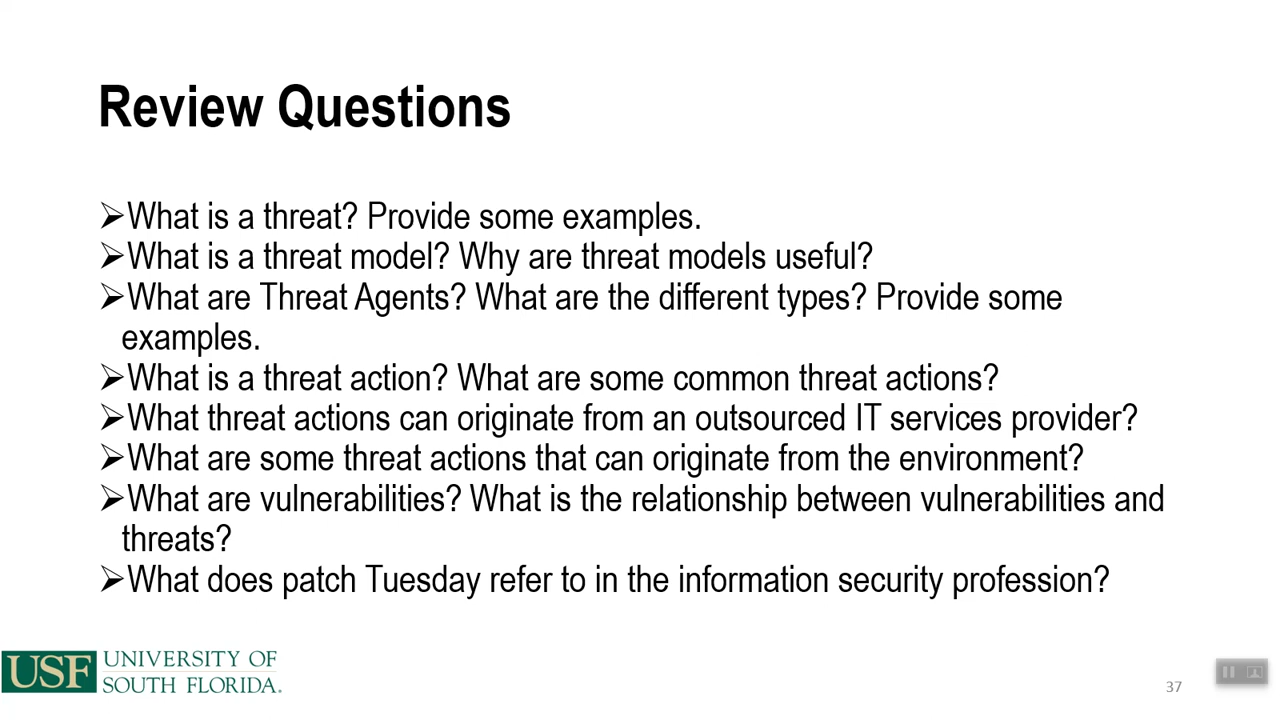 Review Questions
➢What is a threat? Provide some examples.
➢What is a threat model? Why are threat models useful?
➢What are Threat Agents? What are the different types? Provide some
examples.
➢What is a threat action? What are some common threat actions?
➢What threat actions can originate from an outsourced IT services provider?
➢What are some threat actions that can originate from the environment?
➢What are vulnerabilities? What is the relationship between vulnerabilities and
threats?
➢What does patch Tuesday refer to in the information security profession?
USF UNIVERSITY OF
SOUTH FLORIDA.
37